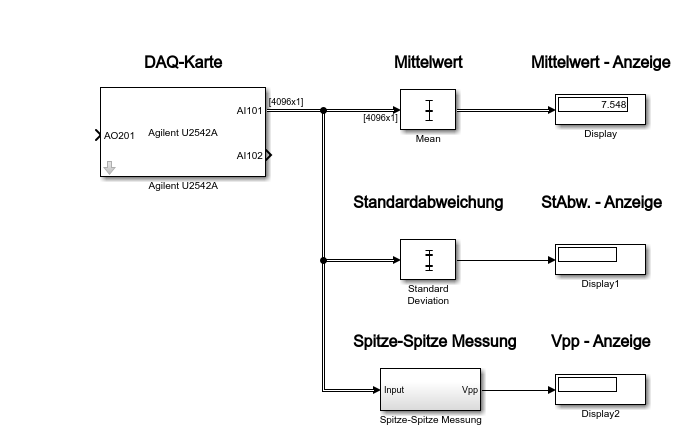 DAQ-Karte
Mittelwert
Mittelwert - Anzeige
[4096x1]
AI101
[4096x1]
7.548
AO201
Agilent U2542A
Mean
Display
AI102
Agilent U2542A
Standardabweichung
StAbw. - Anzeige
Standard
Deviation
Display1
Spitze-Spitze Messung
Vpp - Anzeige
Input
Vpp
Spitze-Spitze Messung
Display2